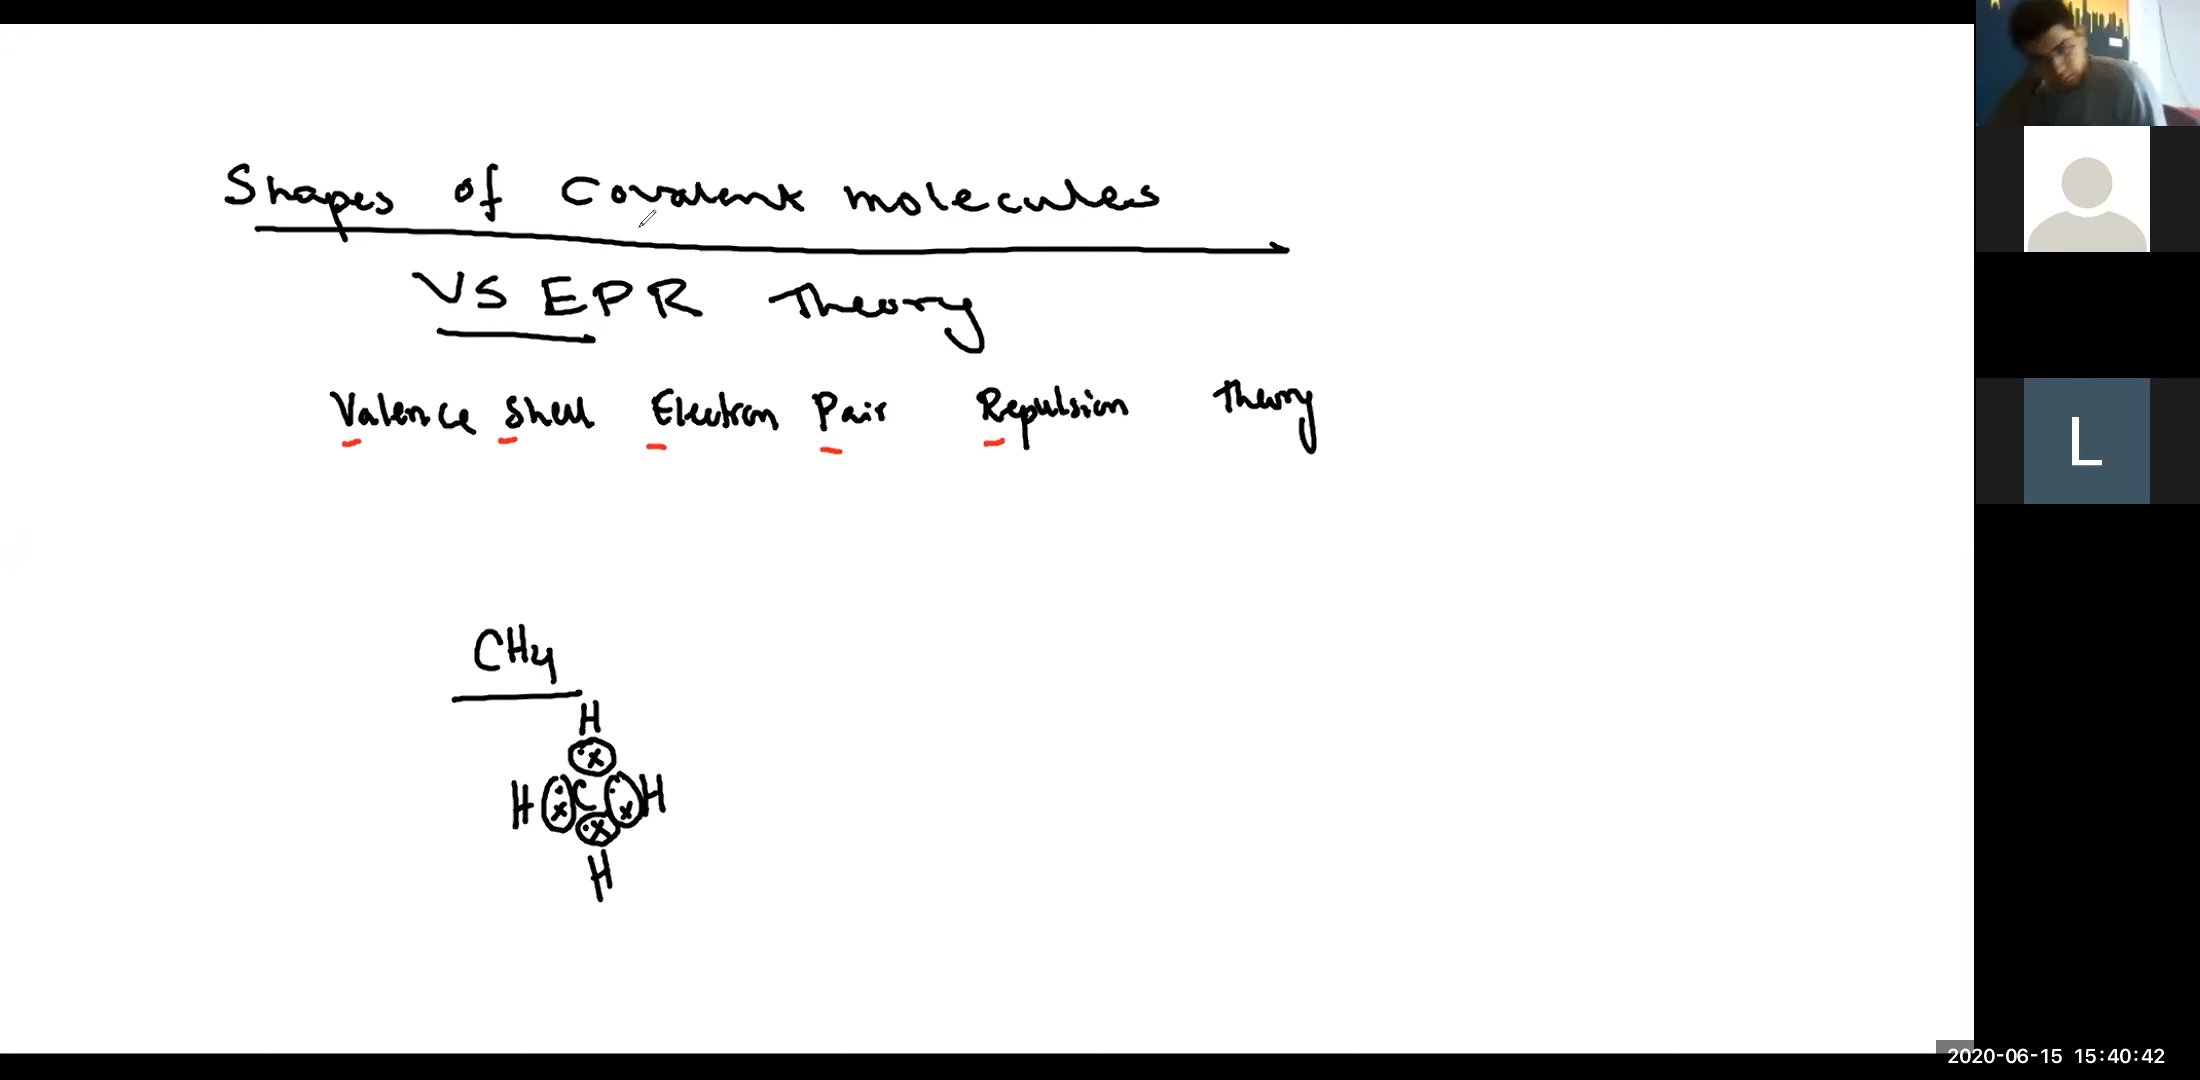 Shapes of Covalent molecules
VSEPR Theory
Valence Shell Electron Pair Repulsion Theory
CH4
H
·x
H ·x C ·x H
·x
H
L
2020-06-15 15:40:42